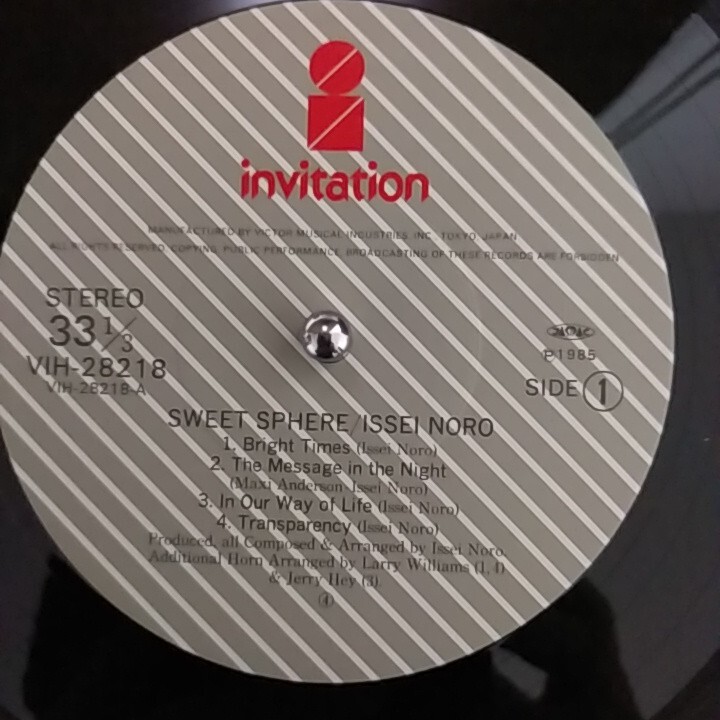 invitation
MANUFACTURED BY VICTOR MUSICAL INDUSTRIES, INC., TOKYO, JAPAN
ALL RIGHTS RESERVED. COPYING, PUBLIC PERFORMANCE, BROADCASTING OF THESE RECORDS ARE FORBIDDEN
STEREO
33 1/3
VIH-28218
VIH-28218-A
JASRAC
℗1985
SIDE 1
SWEET SPHERE/ISSEI NORO
1. Bright Times (Issei Noro)
2. The Message in the Night
(Maxi Anderson-Issei Noro)
3. In Our Way of Life (Issei Noro)
4. Transparency (Issei Noro)
Produced, all Composed & Arranged by Issei Noro.
Additional Horn Arranged by Larry Williams (1, 4)
& Jerry Hey (3).
④